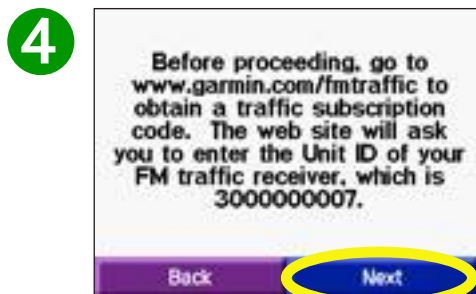 4
Before proceeding, go to
www.garmin.com/fmtraffic to
obtain a traffic subscription
code. The web site will ask
you to enter the Unit ID of your
FM traffic receiver, which is
3000000007.
Back Next